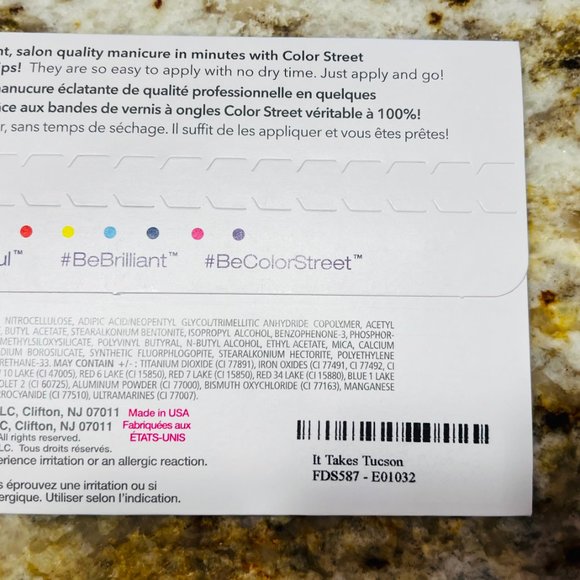 nt, salon quality manicure in minutes with Color Street
ips! They are so easy to apply with no dry time. Just apply and go!
manucure éclatante de qualité professionnelle en quelques
âce aux bandes de vernis à ongles Color Street véritable à 100%!
r, sans temps de séchage. Il suffit de les appliquer et vous êtes prêtes!
ul™ #BeBrilliant™ #BeColorStreet™
NITROCELLULOSE, ADIPIC ACID/NEOPENTYL GLYCOL/TRIMELLITIC ANHYDRIDE COPOLYMER, ACETYL
E, BUTYL ACETATE, STEARALKONIUM BENTONITE, ISOPROPYL ALCOHOL, BENZOPHENONE-3, PHOSPHOR-
METHYLSILOXYSILICATE, POLYVINYL BUTYRAL, N-BUTYL ALCOHOL, ETHYL ACETATE, MICA, CALCIUM
DIUM BOROSILICATE, SYNTHETIC FLUORPHLOGOPITE, STEARALKONIUM HECTORITE, POLYETHYLENE
URETHANE-33. MAY CONTAIN +/- : TITANIUM DIOXIDE (CI 77891), IRON OXIDES (CI 77491, CI 77492, CI
10 LAKE (CI 47005), RED 6 LAKE (CI 15850), RED 7 LAKE (CI 15850), RED 34 LAKE (CI 15880), BLUE 1 LAKE
VIOLET 2 (CI 60725), ALUMINUM POWDER (CI 77000), BISMUTH OXYCHLORIDE (CI 77163), MANGANESE
ROCYANIDE (CI 77510), ULTRAMARINES (CI 77007).
LC, Clifton, NJ 07011 Made in USA
C, Clifton, NJ 07011 Fabriquées aux
All rights reserved. ÉTATS-UNIS
LC. Tous droits réservés.
erience irritation or an allergic reaction.
s éprouvez une irritation ou si
ergique. Utiliser selon l'indication.
It Takes Tucson
FDS587 - E01032